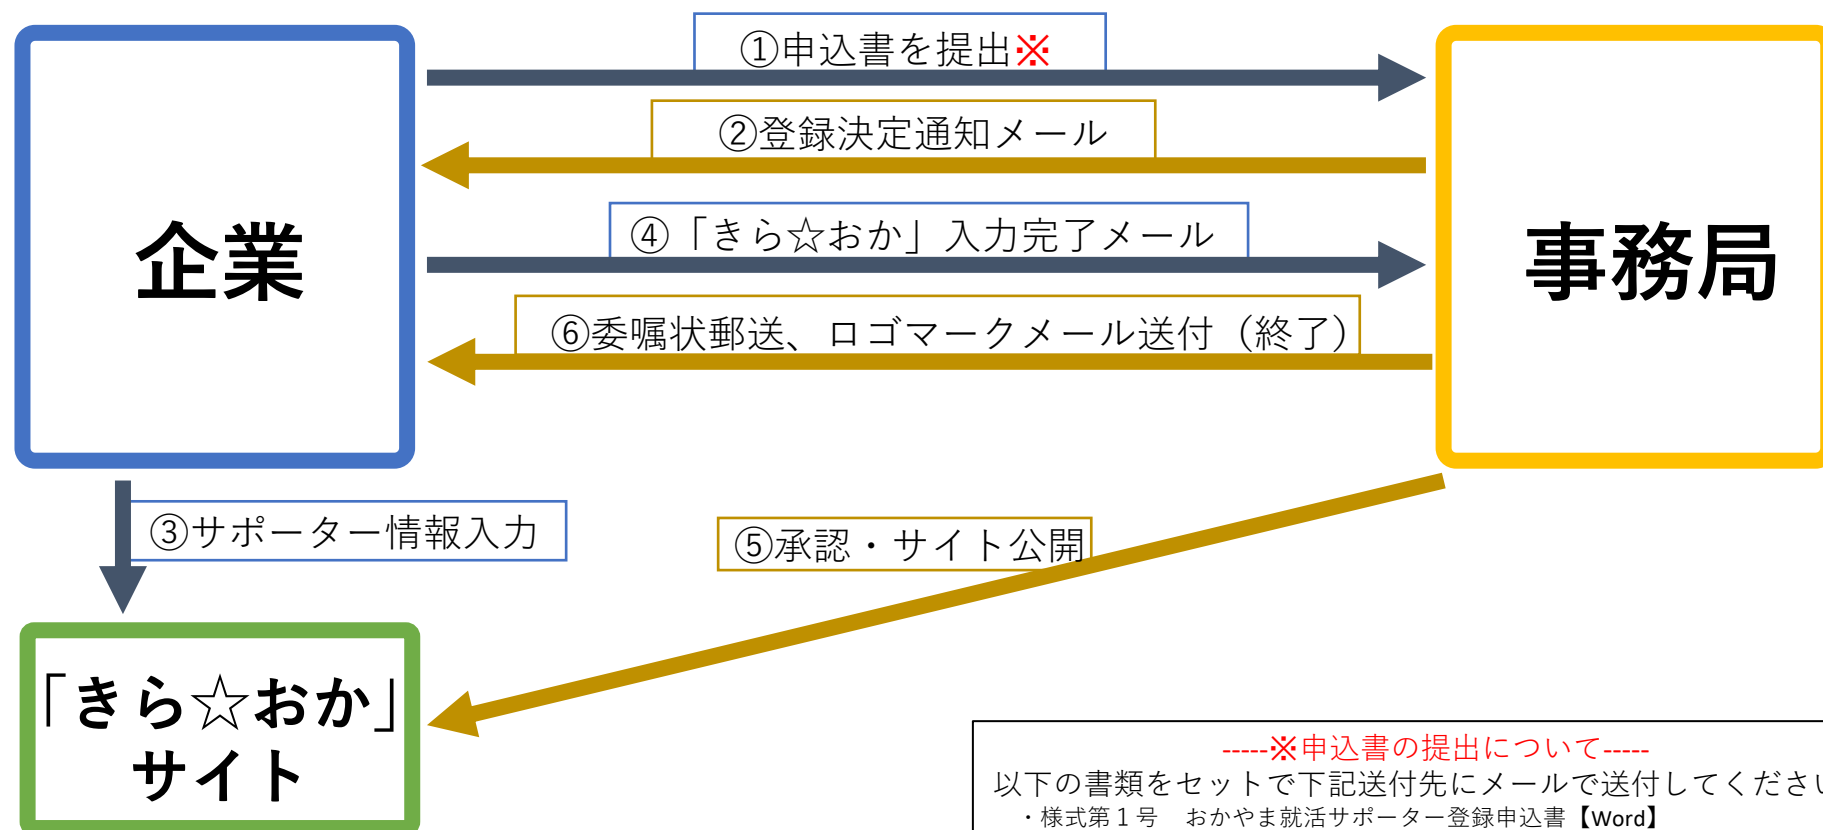 ①申込書を提出※
②登録決定通知メール
企業
④「きら☆おか」入力完了メール
事務局
⑥委嘱状郵送、ロゴマークメール送付（終了）
③サポーター情報入力
⑤承認・サイト公開
「きら☆おか」
サイト
-----※申込書の提出について-----
以下の書類をセットで下記送付先にメールで送付してくださ
・様式第１号　おかやま就活サポーター登録申込書【Word】